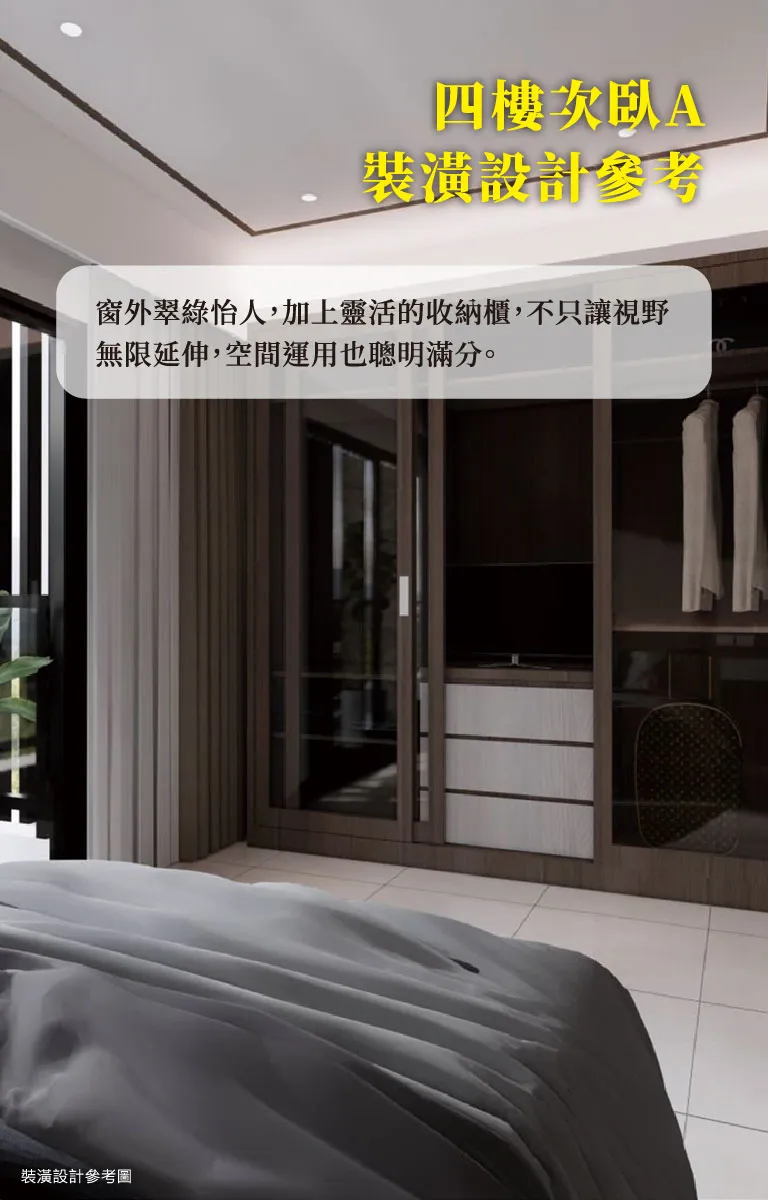 四樓次臥A
裝潢設計參考
窗外翠綠怡人，加上靈活的收納櫃，不只讓視野
無限延伸，空間運用也聰明滿分。
裝潢設計參考圖